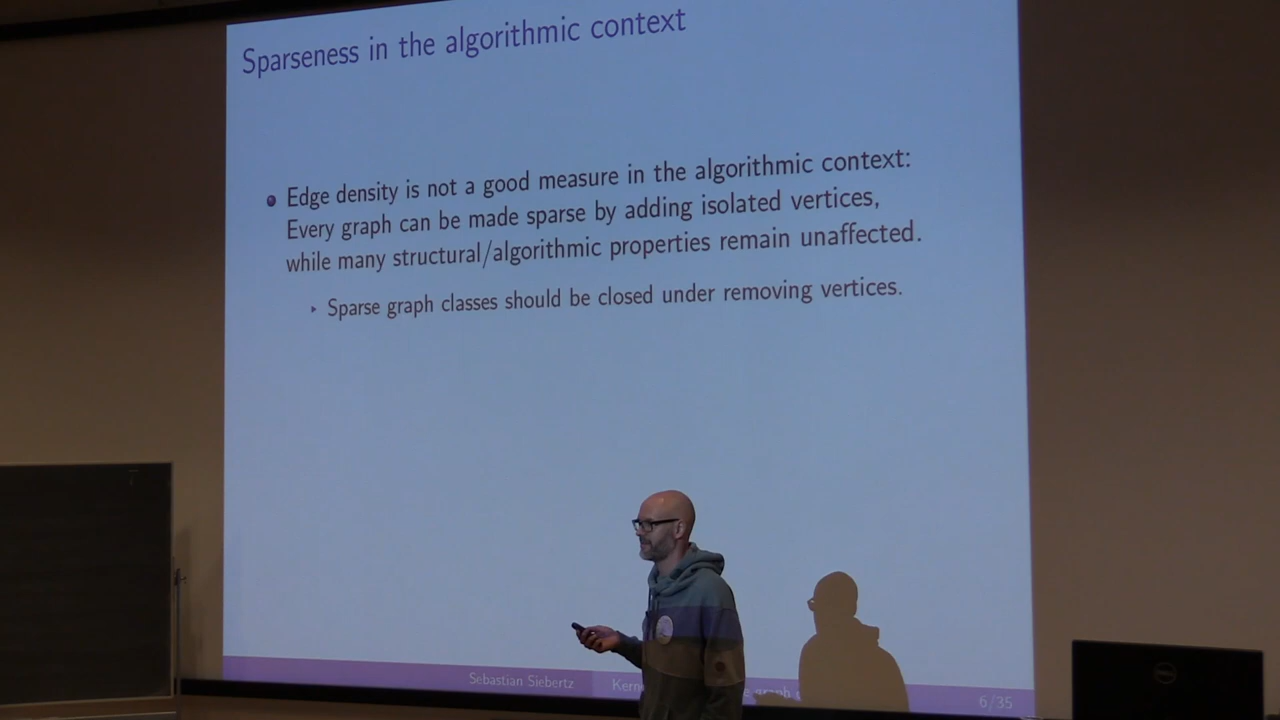 Sparseness in the algorithmic context
Edge density is not a good measure in the algorithmic context:
Every graph can be made sparse by adding isolated vertices,
while many structural/algorithmic properties remain unaffected.
Sparse graph classes should be closed under removing vertices.
Sebastian Siebertz graph 6/35
DELL